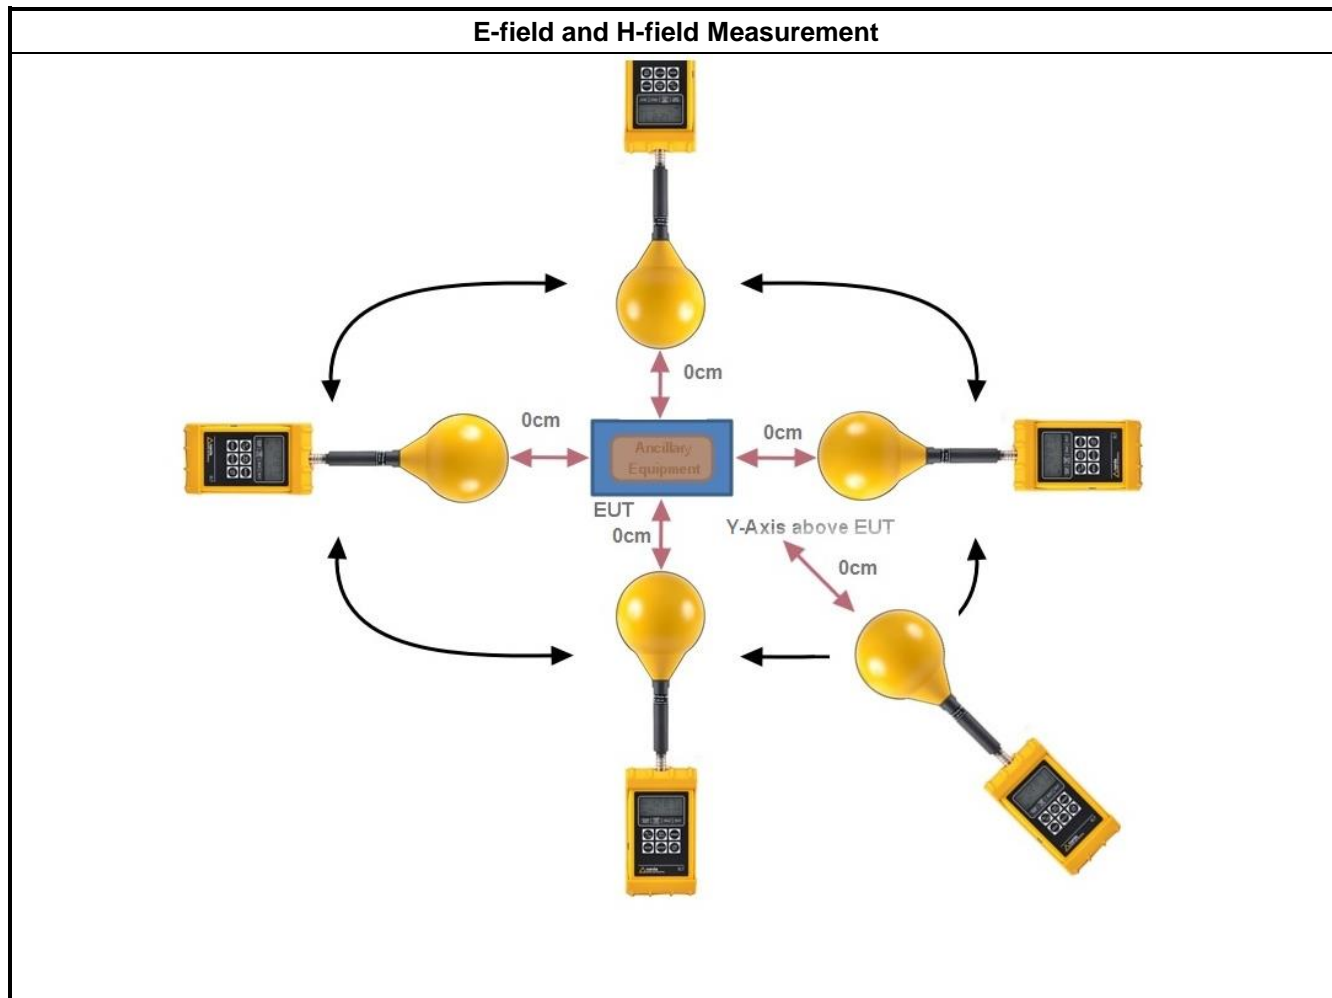 E-field and H-field Measurement
0cm
0cm
0cm
Ancillary
Equipment
EUT
0cm
Y-Axis above EUT
0cm